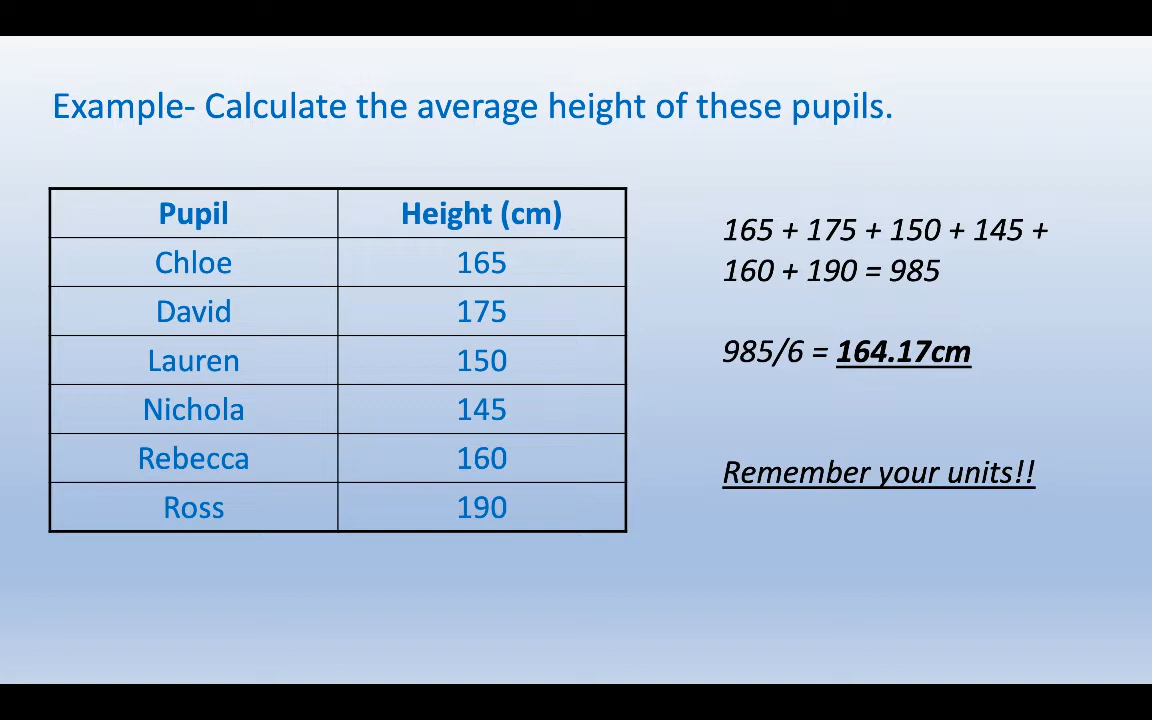 Example- Calculate the average height of these pupils.
Pupil Height (cm)
Chloe 165
David 175
Lauren 150
Nichola 145
Rebecca 160
Ross 190
165 + 175 + 150 + 145 +
160 + 190 = 985
985/6 = 164.17cm
Remember your units!!